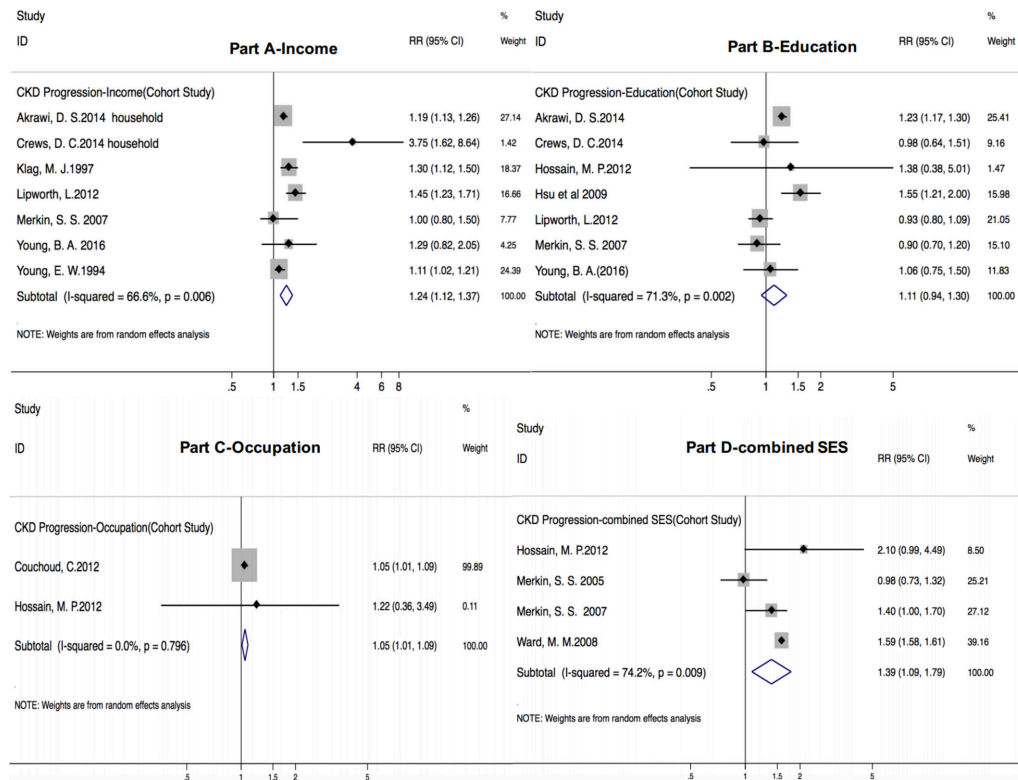 Study %
ID Part A-Income RR (95% CI) Weight
CKD Progression-Income(Cohort Study)
Akrawi, D. S.2014 household 1.19 (1.13, 1.26) 27.14
Crews, D. C.2014 household 3.75 (1.62, 8.64) 1.42
Klag, M. J.1997 1.30 (1.12, 1.50) 18.37
Lipworth, L.2012 1.45 (1.23, 1.71) 16.66
Merkin, S. S. 2007 1.00 (0.80, 1.50) 7.77
Young, B. A. 2016 1.29 (0.82, 2.05) 4.25
Young, E. W.1994 1.11 (1.02, 1.21) 24.39
Subtotal (I-squared = 66.6%, p = 0.006) 1.24 (1.12, 1.37) 100.00
.
NOTE: Weights are from random effects analysis
.5 1 1.5 4 6 8
Study %
ID Part B-Education RR (95% CI) Weight
CKD Progression-Education(Cohort Study)
Akrawi, D. S.2014 1.23 (1.17, 1.30) 25.41
Crews, D. C.2014 0.98 (0.64, 1.51) 9.16
Hossain, M. P.2012 1.38 (0.38, 5.01) 1.47
Hsu et al 2009 1.55 (1.21, 2.00) 15.98
Lipworth, L.2012 0.93 (0.80, 1.09) 21.05
Merkin, S. S. 2007 0.90 (0.70, 1.20) 15.10
Young, B. A.(2016) 1.06 (0.75, 1.50) 11.83
Subtotal (I-squared = 71.3%, p = 0.002) 1.11 (0.94, 1.30) 100.00
.
NOTE: Weights are from random effects analysis
.5 1 1.5 2 5
Study %
ID Part C-Occupation RR (95% CI) Weight
CKD Progression-Occupation(Cohort Study)
Couchoud, C.2012 1.05 (1.01, 1.09) 99.89
Hossain, M. P.2012 1.22 (0.36, 3.49) 0.11
Subtotal (I-squared = 0.0%, p = 0.796) 1.05 (1.01, 1.09) 100.00
.
NOTE: Weights are from random effects analysis
.5 1 1.5 2 5
Study %
ID Part D-combined SES RR (95% CI) Weight
CKD Progression-combined SES(Cohort Study)
Hossain, M. P.2012 2.10 (0.99, 4.49) 8.50
Merkin, S. S. 2005 0.98 (0.73, 1.32) 25.21
Merkin, S. S. 2007 1.40 (1.00, 1.70) 27.12
Ward, M. M.2008 1.59 (1.58, 1.61) 39.16
Subtotal (I-squared = 74.2%, p = 0.009) 1.39 (1.09, 1.79) 100.00
.
NOTE: Weights are from random effects analysis
.5 1 1.5 2 5